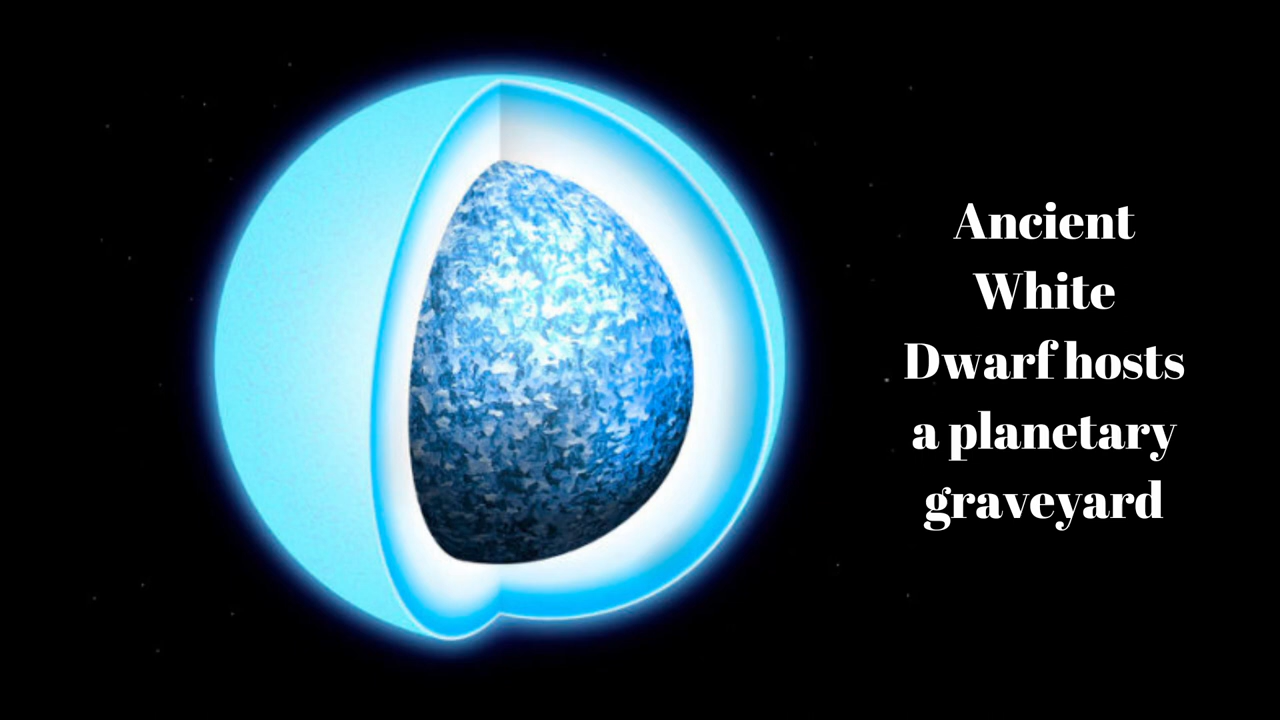 Ancient
White
Dwarf hosts
a planetary
graveyard